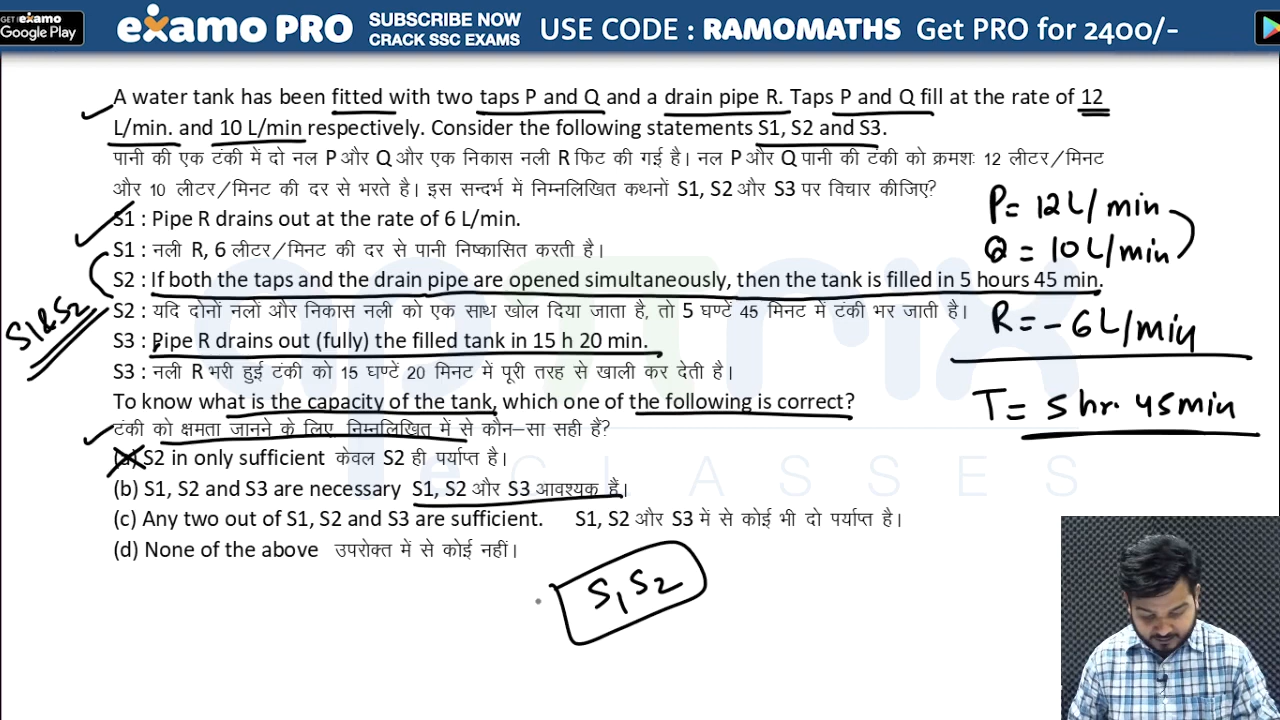 GET IT examo Google Play
examo PRO
SUBSCRIBE NOW
CRACK SSC EXAMS
USE CODE : RAMOMATHS Get PRO for 2400/-
A water tank has been fitted with two taps P and Q and a drain pipe R. Taps P and Q fill at the rate of 12
L/min. and 10 L/min respectively. Consider the following statements S1, S2 and S3.
पानी की एक टंकी में दो नल P और Q और एक निकास नली R फिट की गई है। नल P और Q पानी की टंकी को क्रमशः 12 लीटर/मिनट
और 10 लीटर/मिनट की दर से भरते है। इस सन्दर्भ में निम्नलिखित कथनों S1, S2 और S3 पर विचार कीजिए?
S1 : Pipe R drains out at the rate of 6 L/min.
S1 : नली R, 6 लीटर/मिनट की दर से पानी निष्कासित करती है।
S2 : If both the taps and the drain pipe are opened simultaneously, then the tank is filled in 5 hours 45 min.
S2 : यदि दोनों नलों और निकास नली को एक साथ खोल दिया जाता है, तो 5 घण्टें 45 मिनट में टंकी भर जाती है।
S3 : Pipe R drains out (fully) the filled tank in 15 h 20 min.
S3 : नली R भरी हुई टंकी को 15 घण्टें 20 मिनट में पूरी तरह से खाली कर देती है।
To know what is the capacity of the tank, which one of the following is correct?
टंकी को क्षमता जानने के लिए, निम्नलिखित में से कौन-सा सही हैं?
(a) S2 in only sufficient केवल S2 ही पर्याप्त है।
(b) S1, S2 and S3 are necessary S1, S2 और S3 आवश्यक हैं।
(c) Any two out of S1, S2 and S3 are sufficient. S1, S2 और S3 में से कोई भी दो पर्याप्त है।
(d) None of the above उपरोक्त में से कोई नहीं।
P = 12 L/min
Q = 10 L/min
R = -6 L/min
T = 5 hr. 45 min
S1 & S2
S1 S2